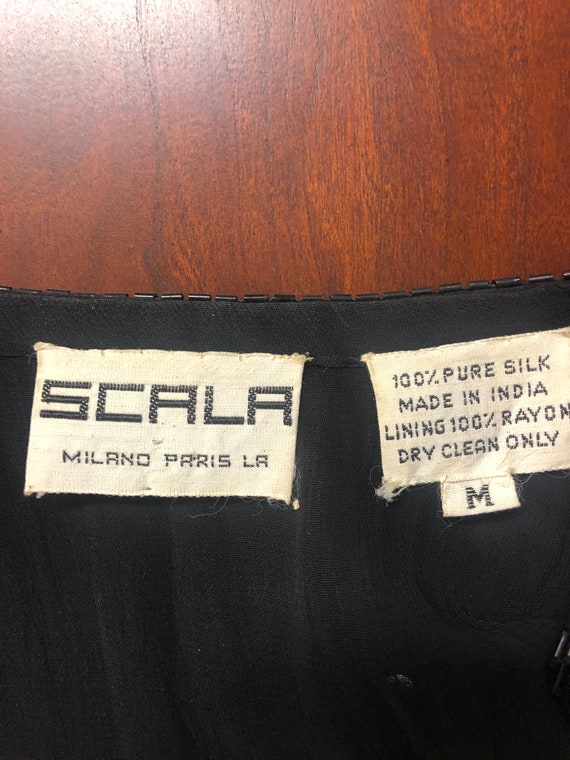 SCALA
MILANO PARIS LA
100% PURE SILK
MADE IN INDIA
LINING 100% RAYON
DRY CLEAN ONLY
M